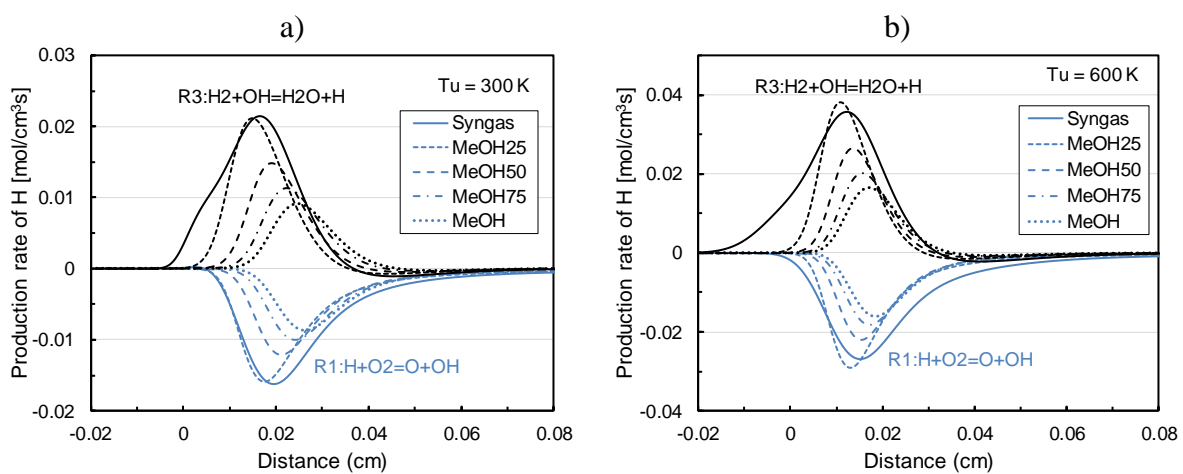 a)
Production rate of H [mol/cm³s]
0.03
0.02
0.01
0
-0.01
-0.02
Tu = 300 K
R3:H2+OH=H2O+H
Syngas
MeOH25
MeOH50
MeOH75
MeOH
R1:H+O2=O+OH
-0.02
0
0.02
0.04
0.06
0.08
Distance (cm)
b)
Production rate of H [mol/cm³s]
0.04
0.02
0
-0.02
-0.04
Tu = 600 K
R3:H2+OH=H2O+H
Syngas
MeOH25
MeOH50
MeOH75
MeOH
R1:H+O2=O+OH
-0.02
0
0.02
0.04
0.06
0.08
Distance (cm)